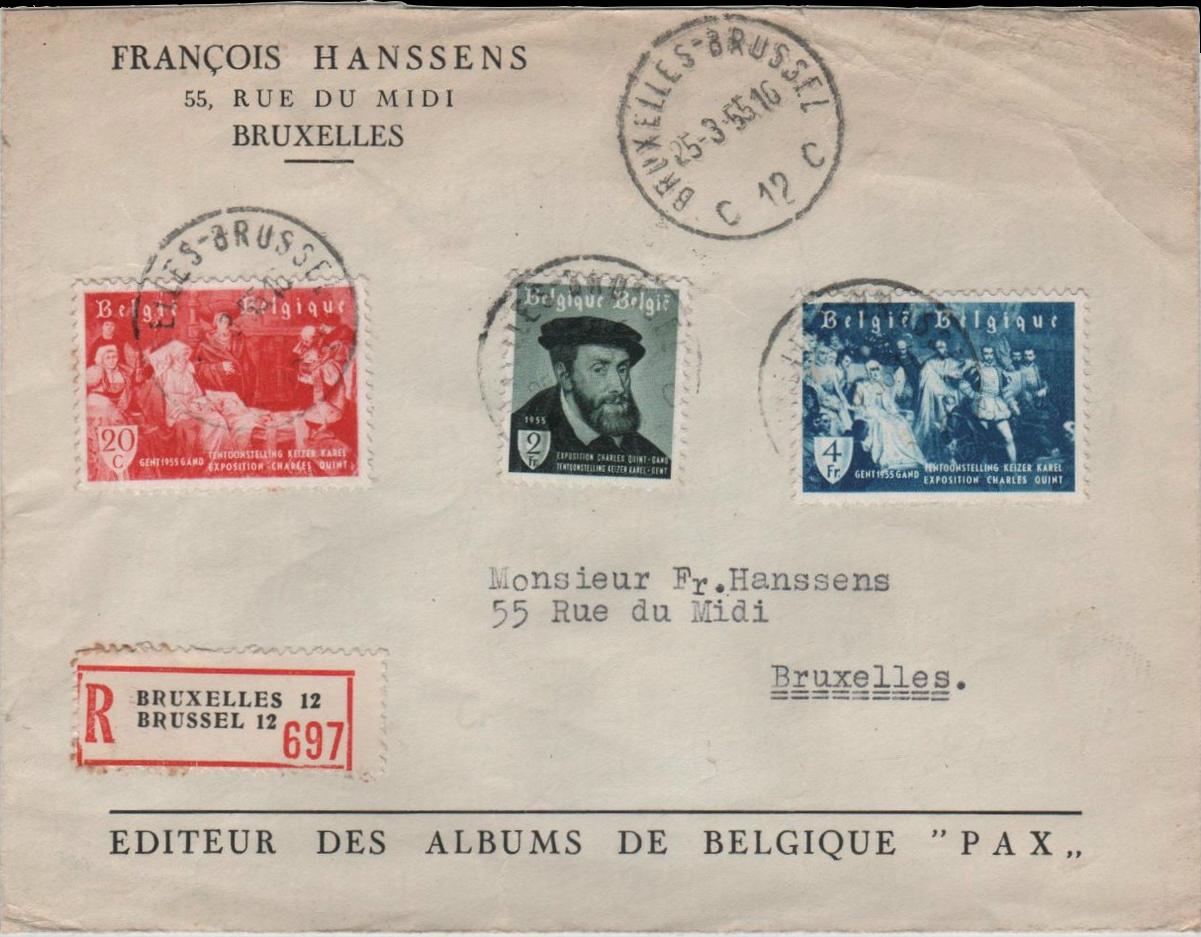 FRANÇOIS HANSSENS
55, RUE DU MIDI
BRUXELLES
BRUXELLES-BRUSSEL
25-3-55 16
C 12 C
ELLES-BRUSSEL
België Belgique
20
C
GENT 1955 GAND
TENTOONSTELLING KEIZER KAREL
EXPOSITION CHARLES QUINT
Belgique België
1955
2
Fr.
EXPOSITION CHARLES QUINT-GAND
TENTOONSTELLING KEIZER KAREL-GENT
België Belgique
4
Fr.
GENT 1955 GAND
TENTOONSTELLING KEIZER KAREL
EXPOSITION CHARLES QUINT
Monsieur Fr.Hanssens
55 Rue du Midi
Bruxelles.
R
BRUXELLES 12
BRUSSEL 12
697
EDITEUR DES ALBUMS DE BELGIQUE "PAX„